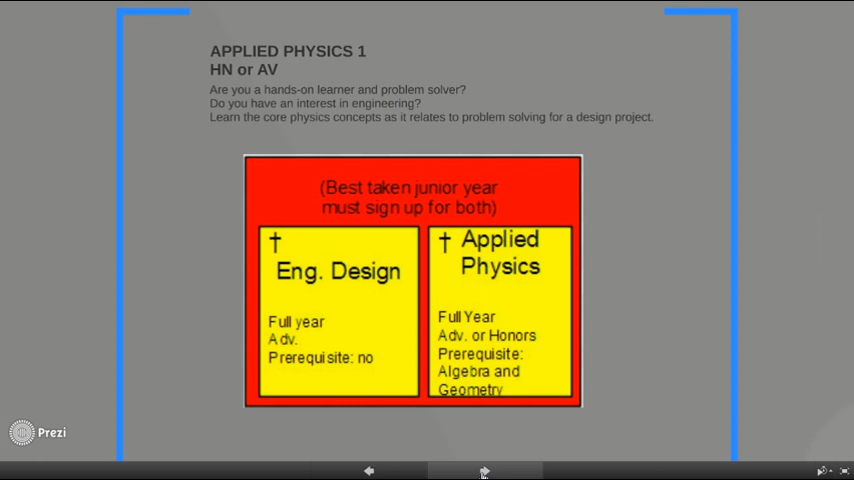 APPLIED PHYSICS 1
HN or AV
Are you a hands-on learner and problem solver?
Do you have an interest in engineering?
Learn the core physics concepts as it relates to problem solving for a design project.
(Best taken junior year
must sign up for both)
†
Eng. Design
Full year
Adv.
Prerequisite: no
† Applied
Physics
Full Year
Adv. or Honors
Prerequisite:
Algebra and
Geometry
Prezi